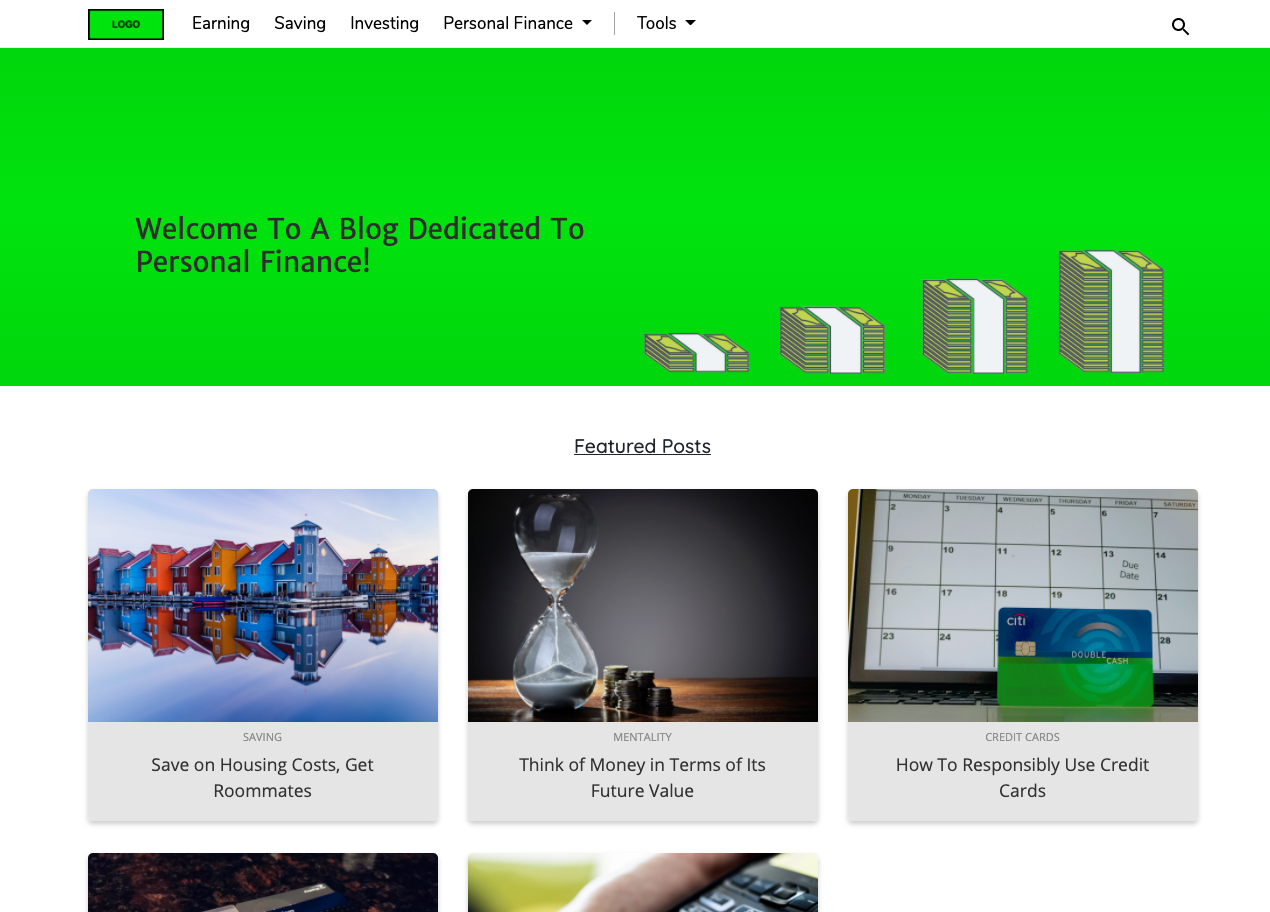 LOGO Earning Saving Investing Personal Finance Tools
Welcome To A Blog Dedicated To
Personal Finance!
Featured Posts
MONDAY TUESDAY WEDNESDAY THURSDAY FRIDAY SATURDAY
2 3 4 5 6 7
9 10 11 12 13 14
Due
Date
16 17 18 19 20 21
23 24 28
citi
DOUBLE
CASH
SAVING
Save on Housing Costs, Get
Roommates
MENTALITY
Think of Money in Terms of Its
Future Value
CREDIT CARDS
How To Responsibly Use Credit
Cards